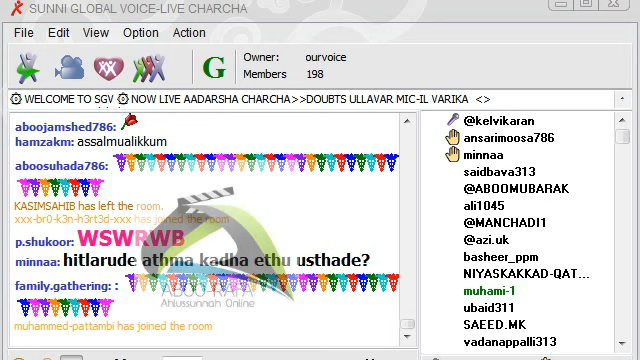 SUNNI GLOBAL VOICE-LIVE CHARCHA
File Edit View Option Action
G
Owner: ourvoice
Members 198
WELCOME TO SGV NOW LIVE AADARSHA CHARCHA>>DOUBTS ULLAVAR MIC-IL VARIKA <>
aboojamshed786:
hamzakm: assalmualikkum
aboosuhada786:
KASIMSAHIB has left the room.
xxx-br0-k3n-h3rt3d-xxx has joined the room
p.shukoor: WSWRWB
minnaa: hitlarude athma kadha ethu usthade?
family.gathering: :
muhammed-pattambi has joined the room
ABOO RAYA
Ahlussunnah Online
@kelvikaran
ansarimoosa786
minnaa
saidbava313
@ABOOMUBARAK
ali1045
@MANCHADI1
@azi.uk
basheer_ppm
NIYASKAKKAD-QAT...
muhami-1
ubaid311
SAEED.MK
vadanappalli313